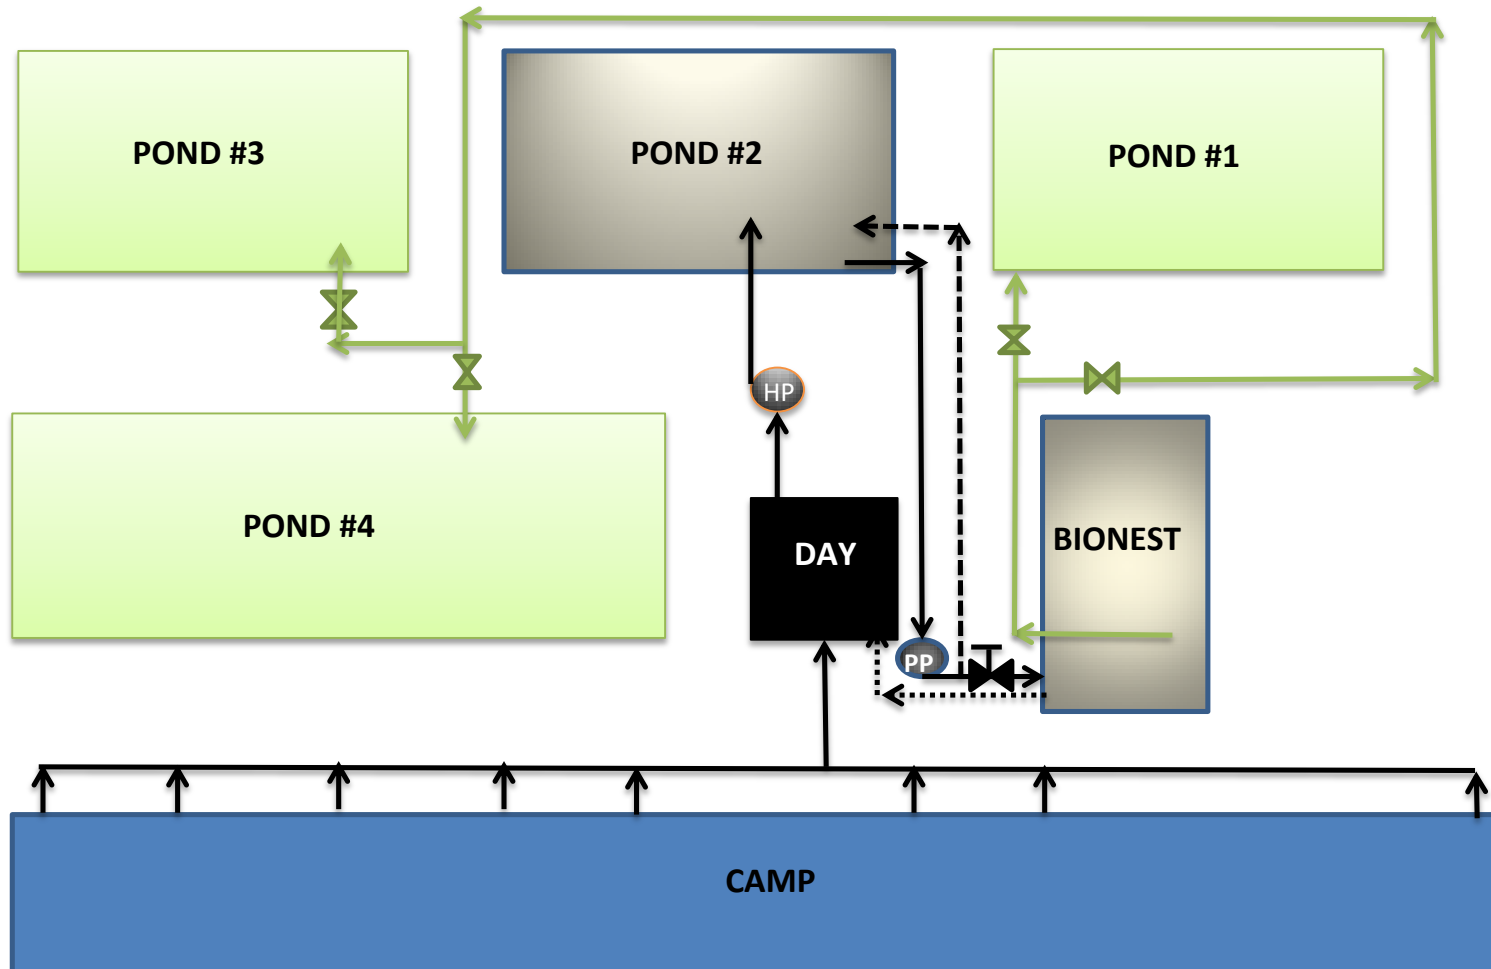 POND #3
POND #2
POND #1
HP
POND #4
DAY
BIONEST
PP
CAMP